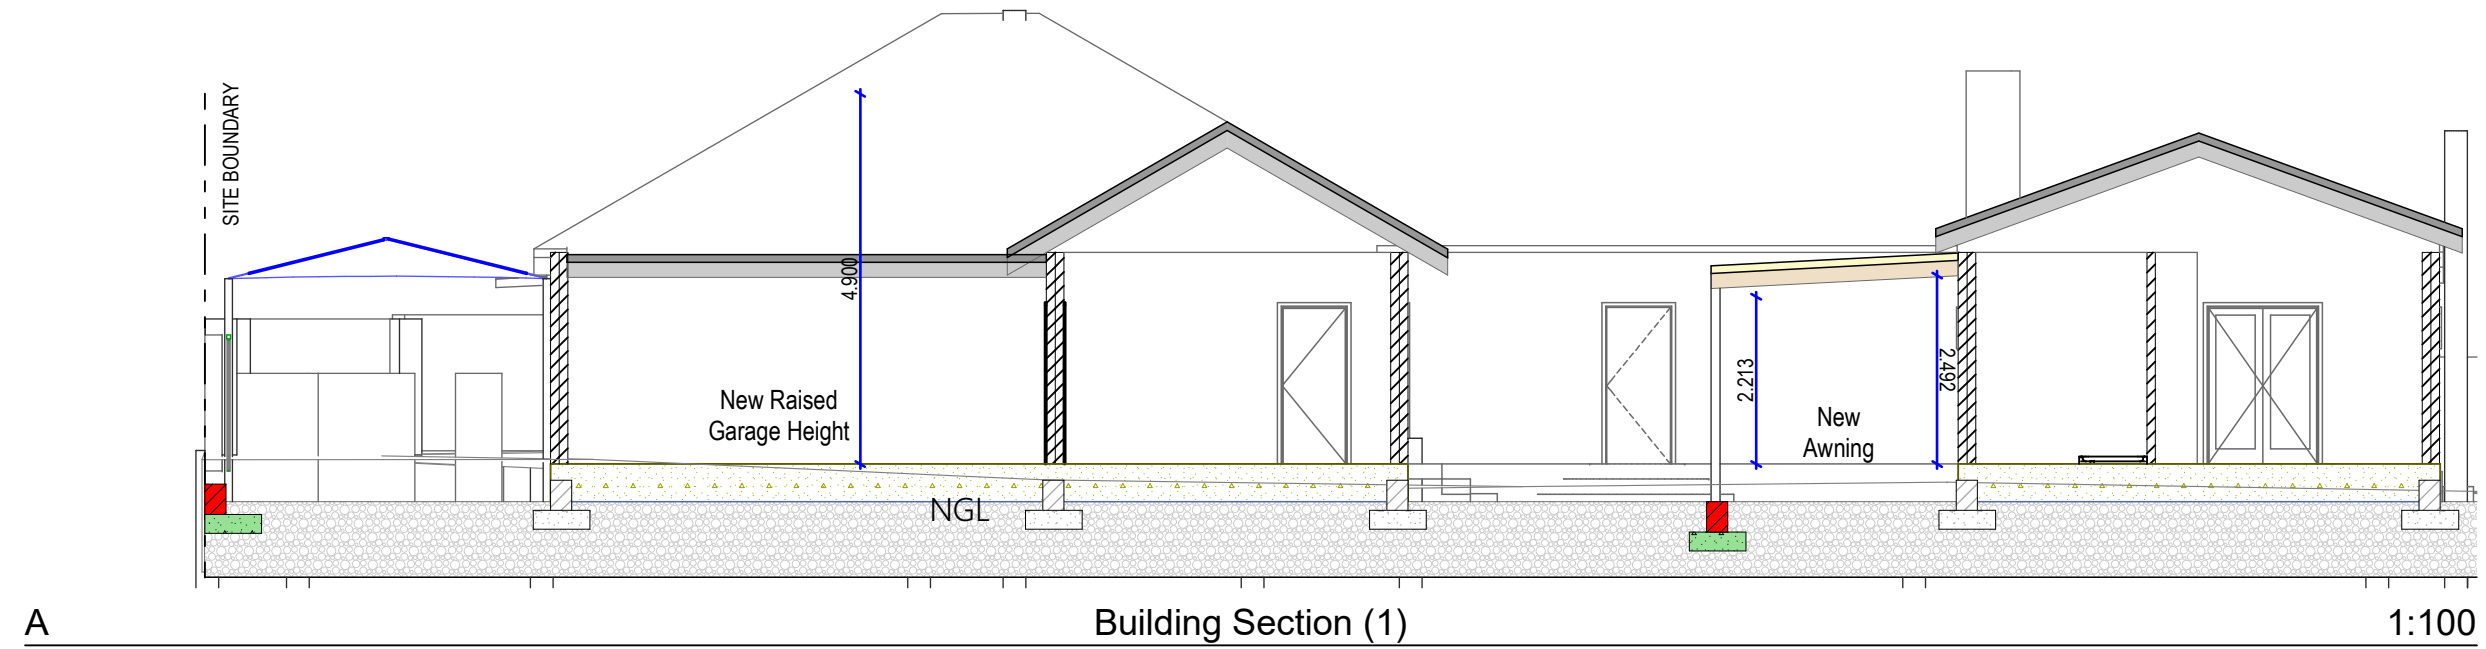 SITE BOUNDARY
4.900
New Raised
Garage Height
2.213
2.492
New
Awning
NGL
A
Building Section (1)
1:100